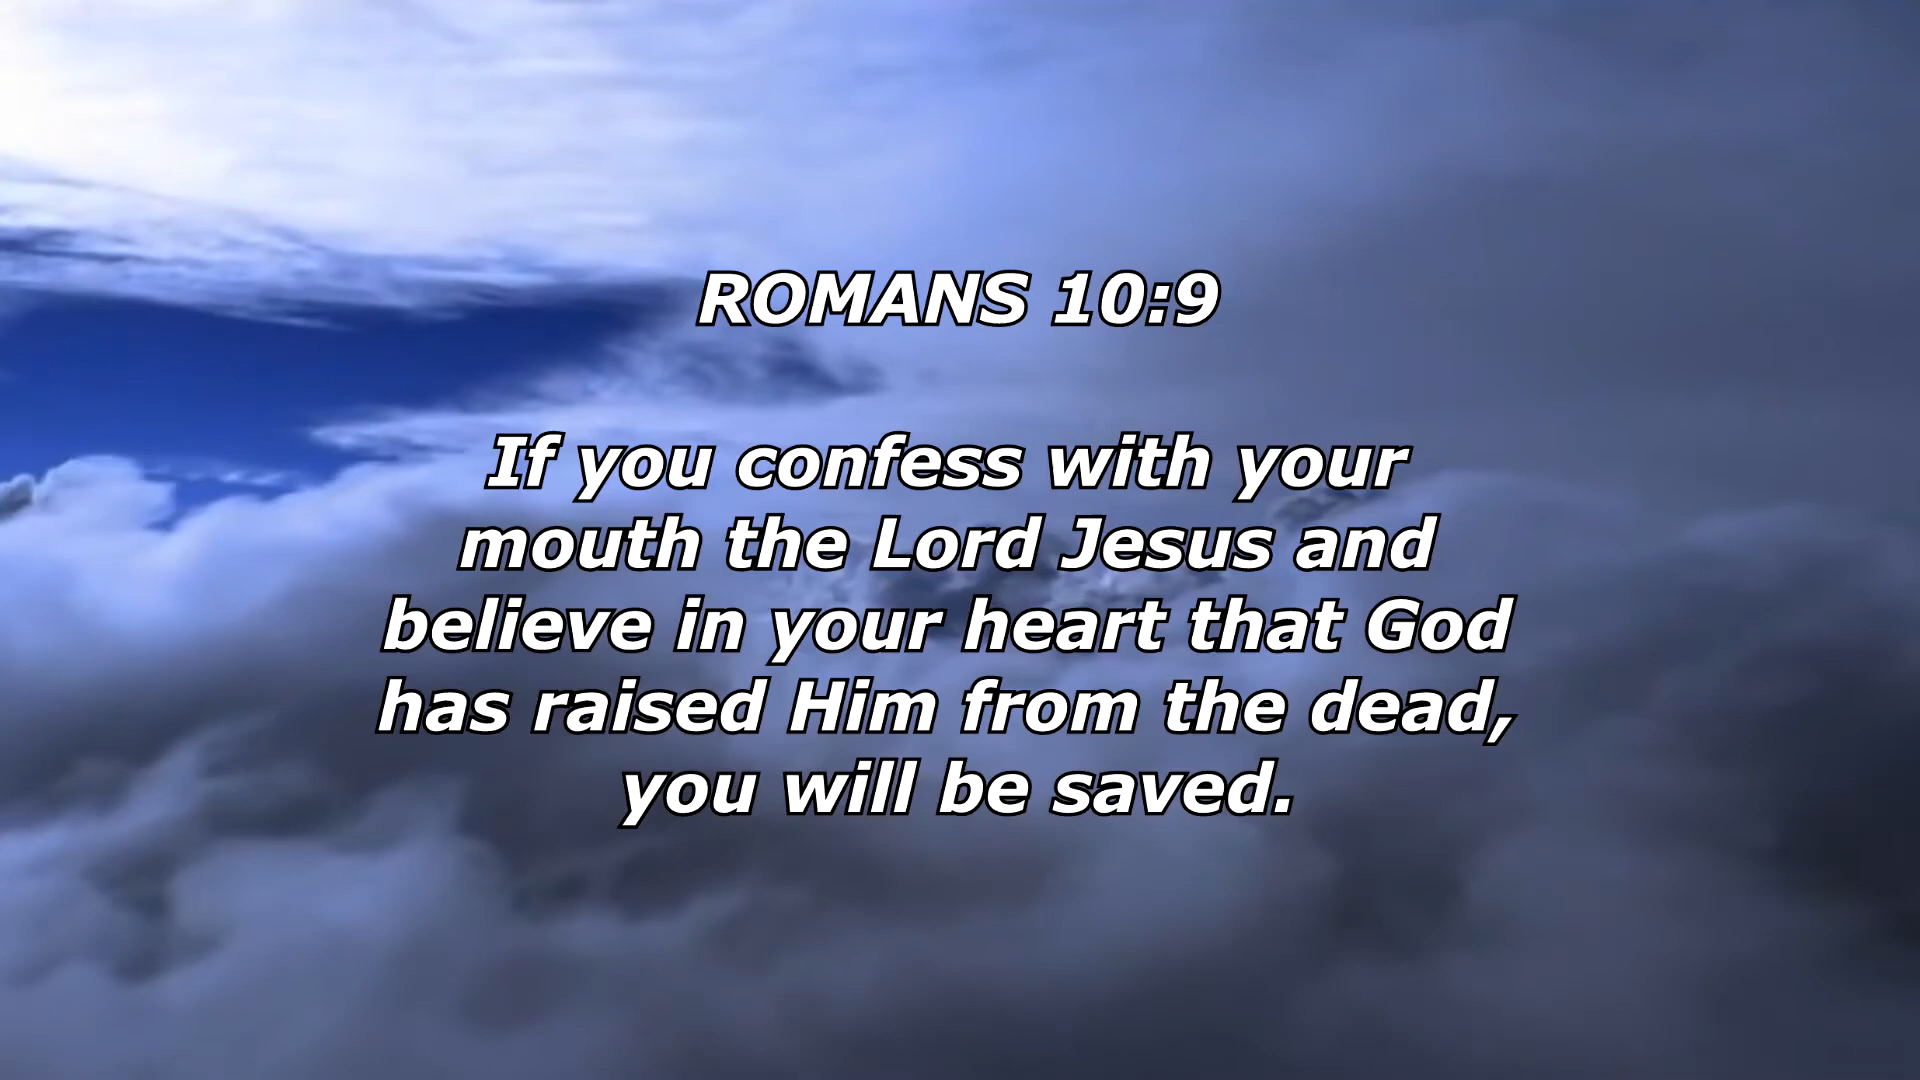 ROMANS 10:9
If you confess with your
mouth the Lord Jesus and
believe in your heart that God
has raised Him from the dead,
you will be saved.